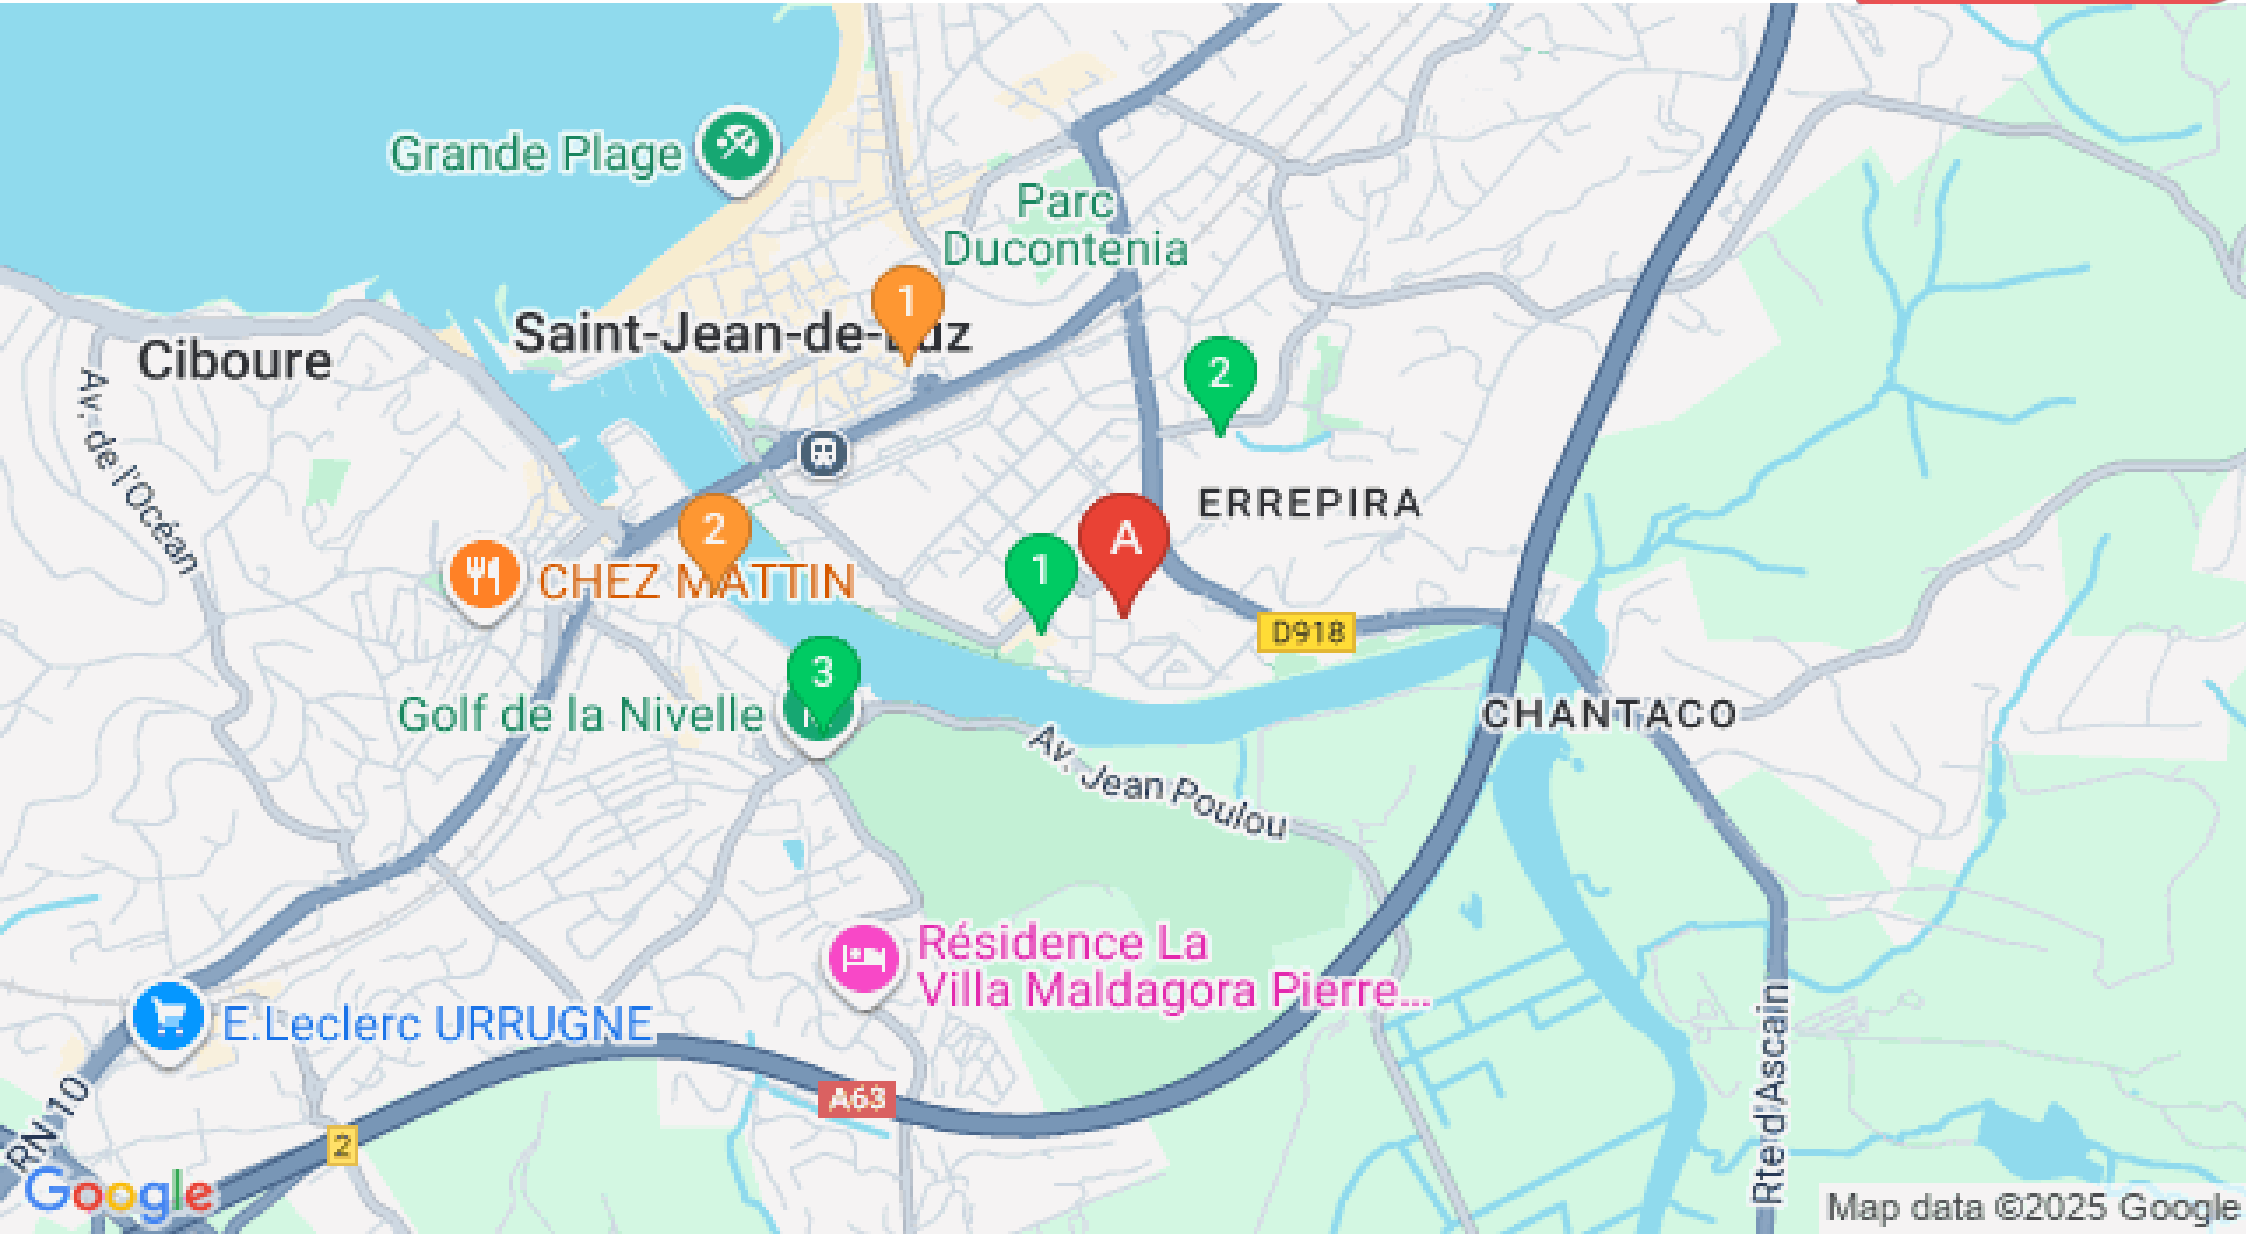 Grande Plage
Parc
Ducontenia
1
Saint-Jean-de-Luz
Ciboure
2
Av. de l'Océan
ERREPIRA
2
A
1
CHEZ MATTIN
D918
3
Golf de la Nivelle
CHANTACO
Av. Jean Poulou
Résidence La
Villa Maldagora Pierre...
E.Leclerc URRUGNE
A63
RN 10
2
Rte d'Ascain
Google
Map data ©2025 Google